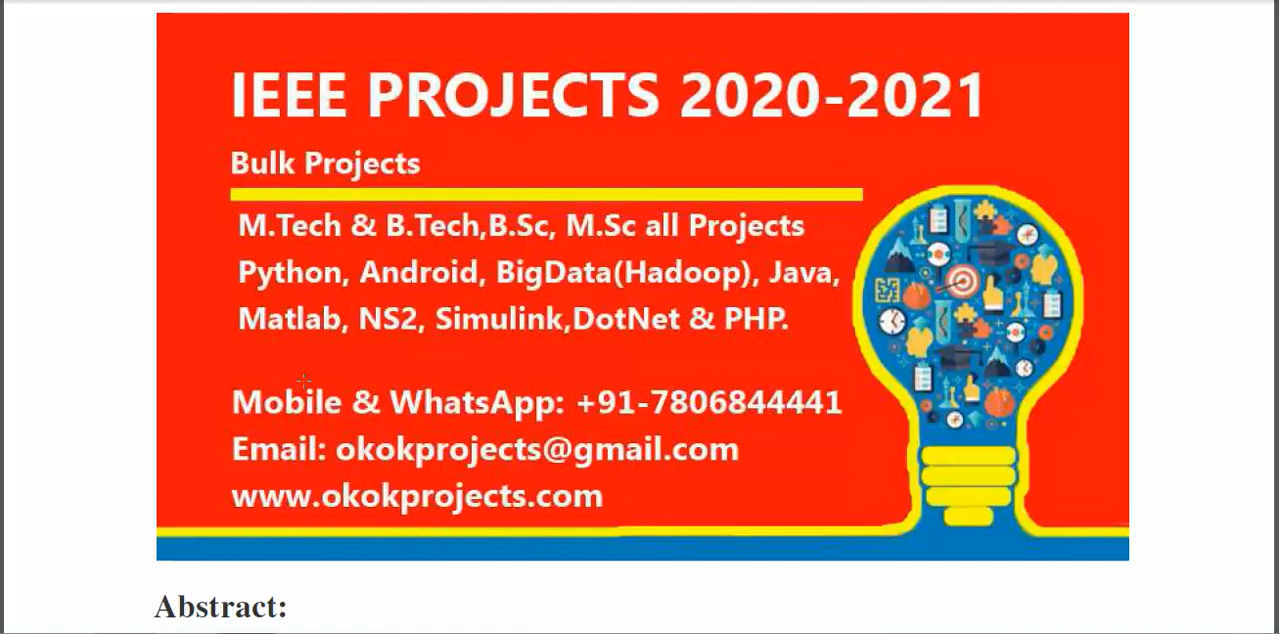 IEEE PROJECTS 2020-2021
Bulk Projects
M.Tech & B.Tech,B.Sc, M.Sc all Projects
Python, Android, BigData(Hadoop), Java,
Matlab, NS2, Simulink,DotNet & PHP.
Mobile & WhatsApp: +91-7806844441
Email: okokprojects@gmail.com
www.okokprojects.com
Abstract: